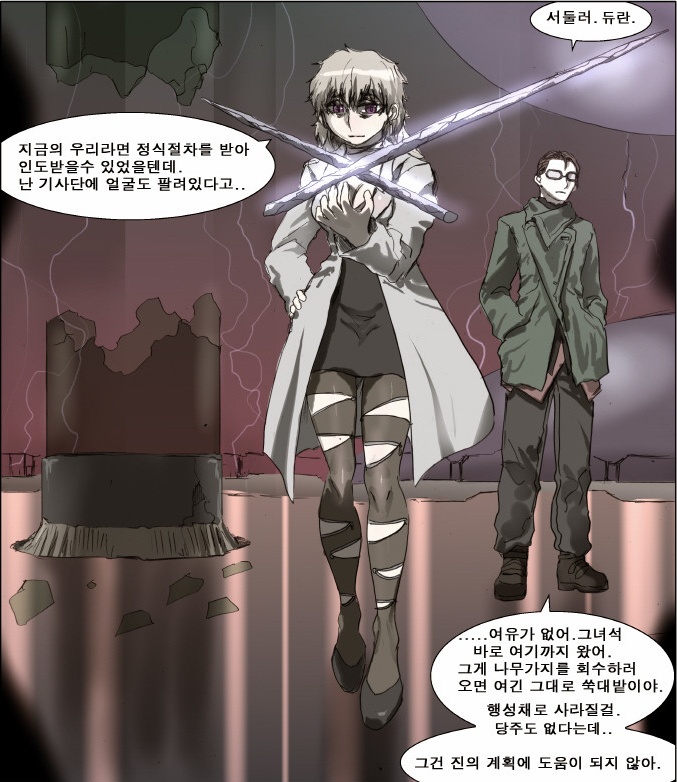 서둘러. 듀란.
지금의 우리라면 정식절차를 받아
인도받을수 있었을텐데.
난 기사단에 얼굴도 팔려있다고..
.....여유가 없어.그녀석
바로 여기까지 왔어.
그게 나무가지를 회수하러
오면 여긴 그대로 쑥대밭이야.
행성채로 사라질걸.
당주도 없다는데..
그건 진의 계획에 도움이 되지 않아.